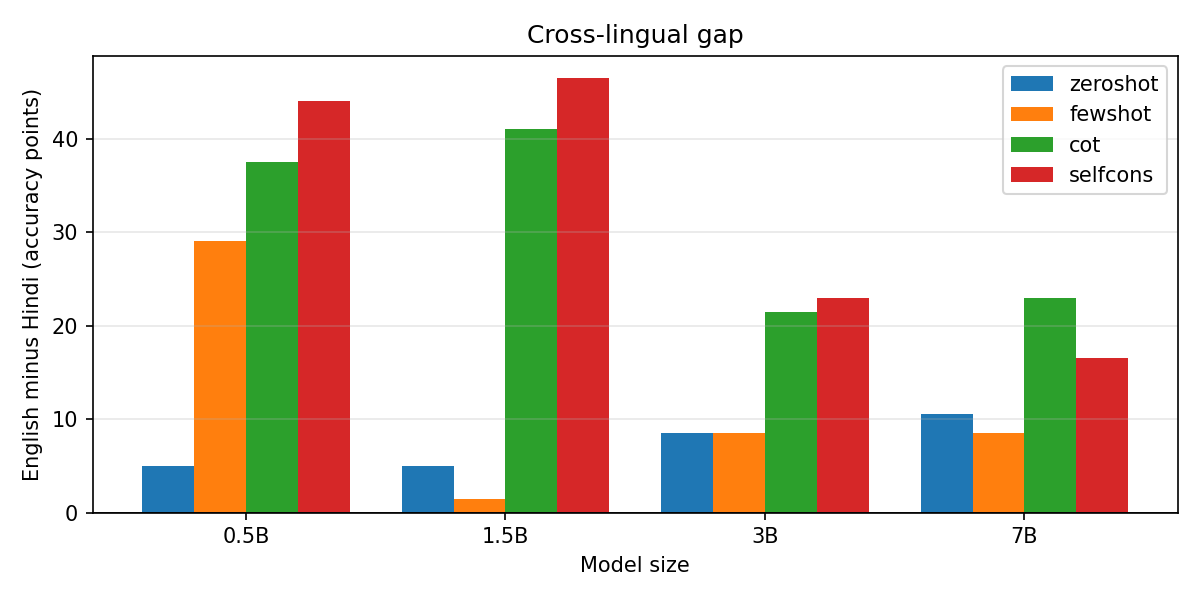 Cross-lingual gap
English minus Hindi (accuracy points)
40
30
20
10
0
zeroshot
fewshot
cot
selfcons
0.5B 1.5B 3B 7B
Model size